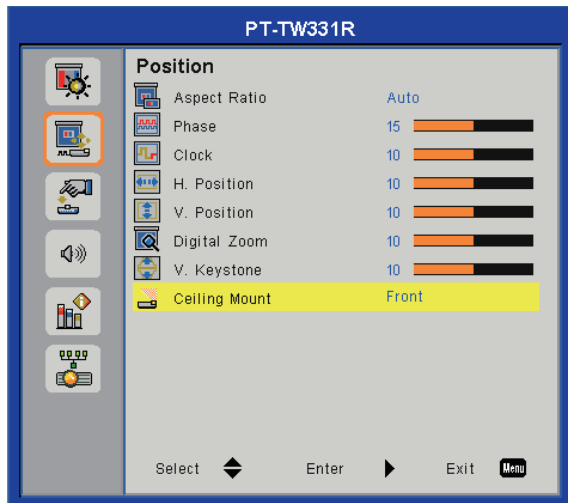 PT-TW331R
Position
Aspect Ratio Auto
Phase 15
Clock 10
H. Position 10
V. Position 10
Digital Zoom 10
V. Keystone 10
Ceiling Mount Front
Select Enter Exit Menu